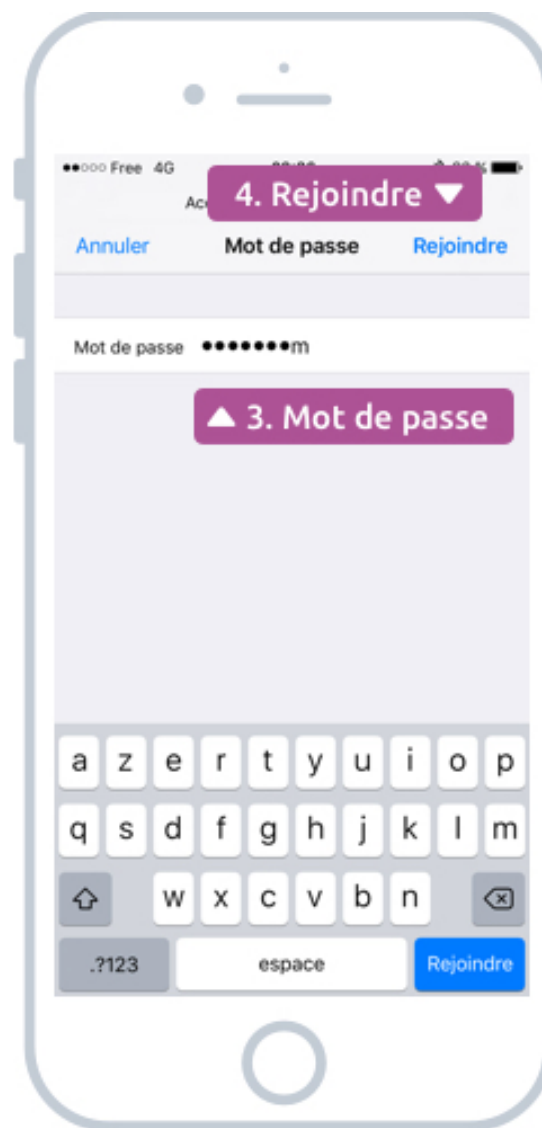 Free 4G %
4. Rejoindre
Annuler Mot de passe Rejoindre
Mot de passe •••••••m
3. Mot de passe
a z e r t y u i o p
q s d f g h j k l m
w x c v b n
.?123 espace Rejoindre